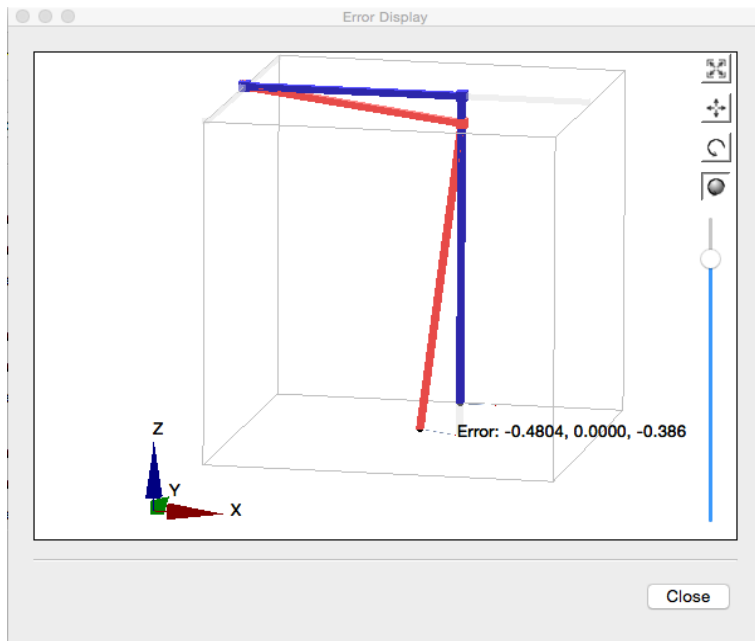 Error Display
Error: -0.4804, 0.0000, -0.386
Z
Y
X
Close